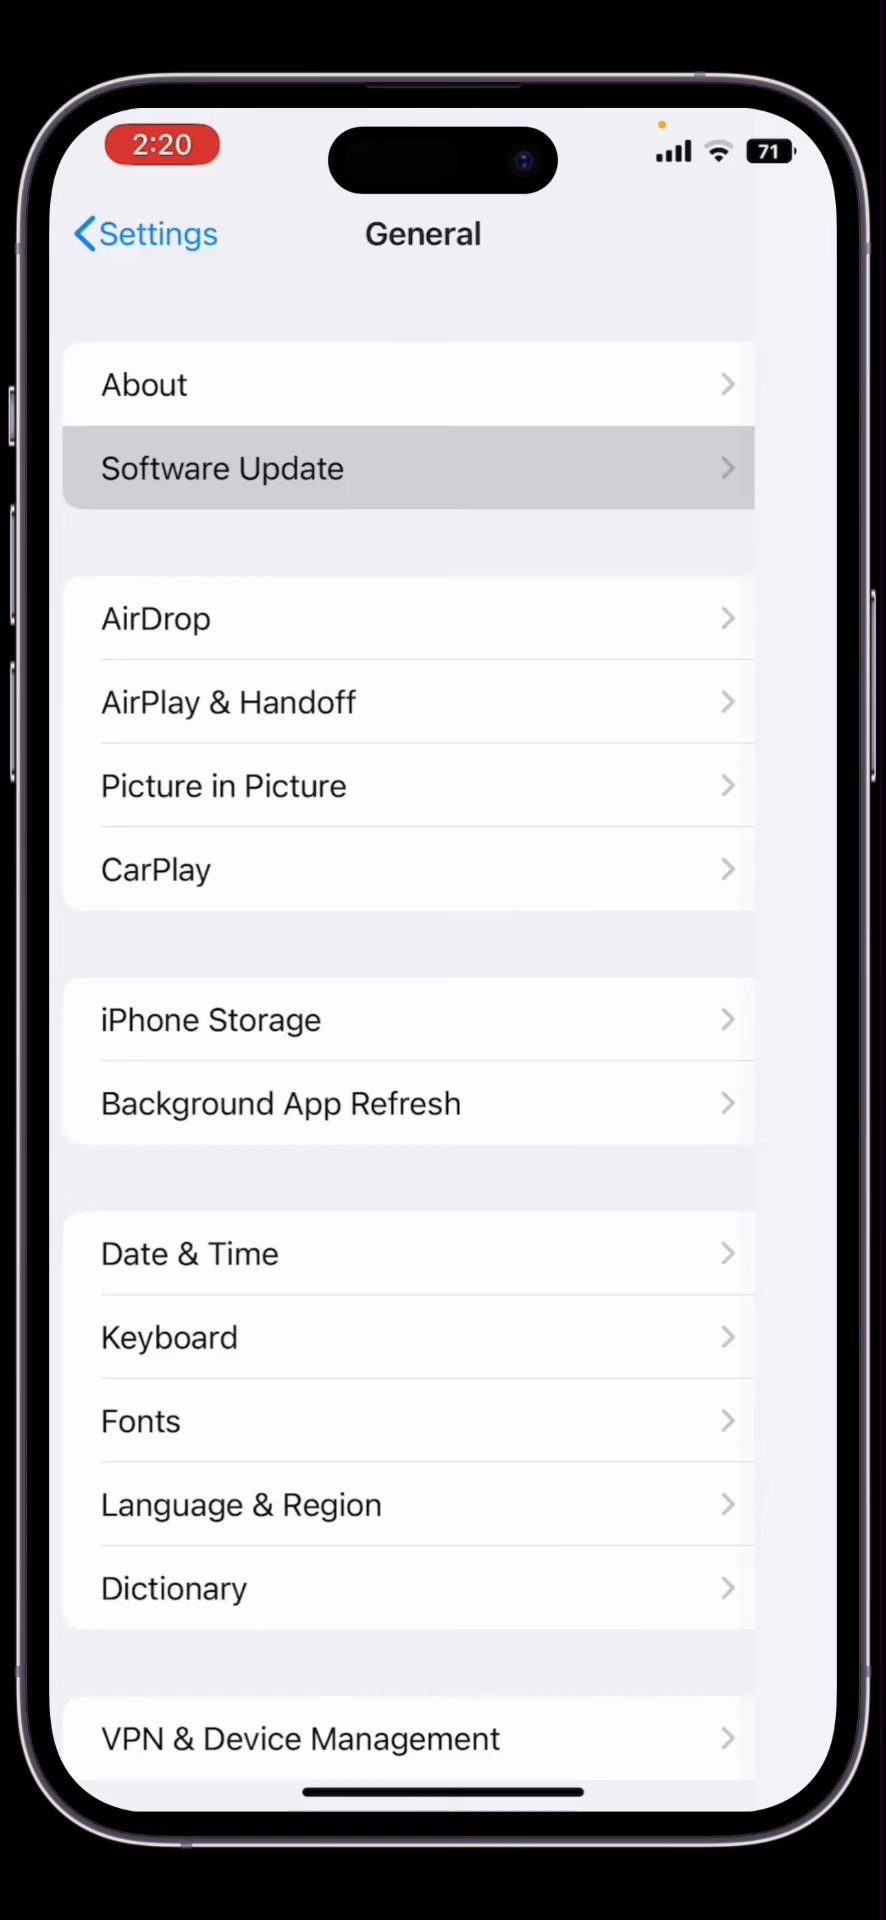 2:20
71
Settings
General
About
Software Update
AirDrop
AirPlay & Handoff
Picture in Picture
CarPlay
iPhone Storage
Background App Refresh
Date & Time
Keyboard
Fonts
Language & Region
Dictionary
VPN & Device Management